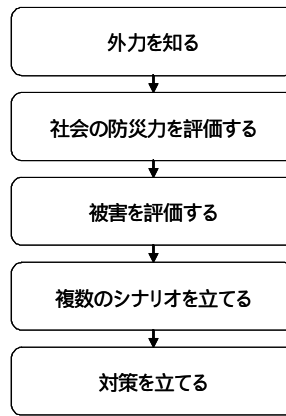 外力を知る
社会の防災力を評価する
被害を評価する
複数のシナリオを立てる
対策を立てる